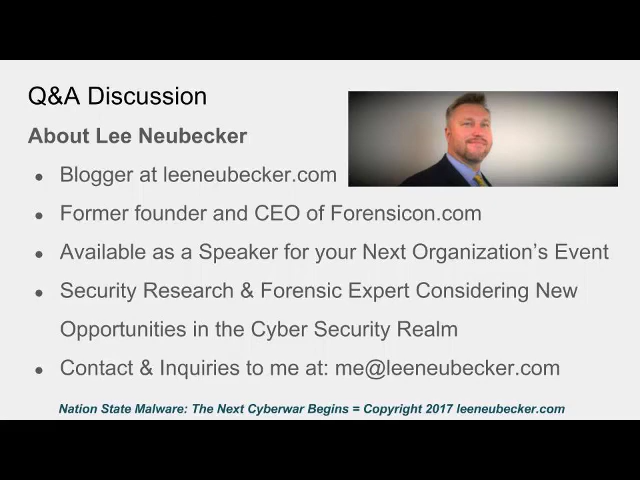 Q&A Discussion
About Lee Neubecker
● Blogger at leeneubecker.com
● Former founder and CEO of Forensicon.com
● Available as a Speaker for your Next Organization’s Event
● Security Research & Forensic Expert Considering New
Opportunities in the Cyber Security Realm
● Contact & Inquiries to me at: me@leeneubecker.com
Nation State Malware: The Next Cyberwar Begins = Copyright 2017 leeneubecker.com